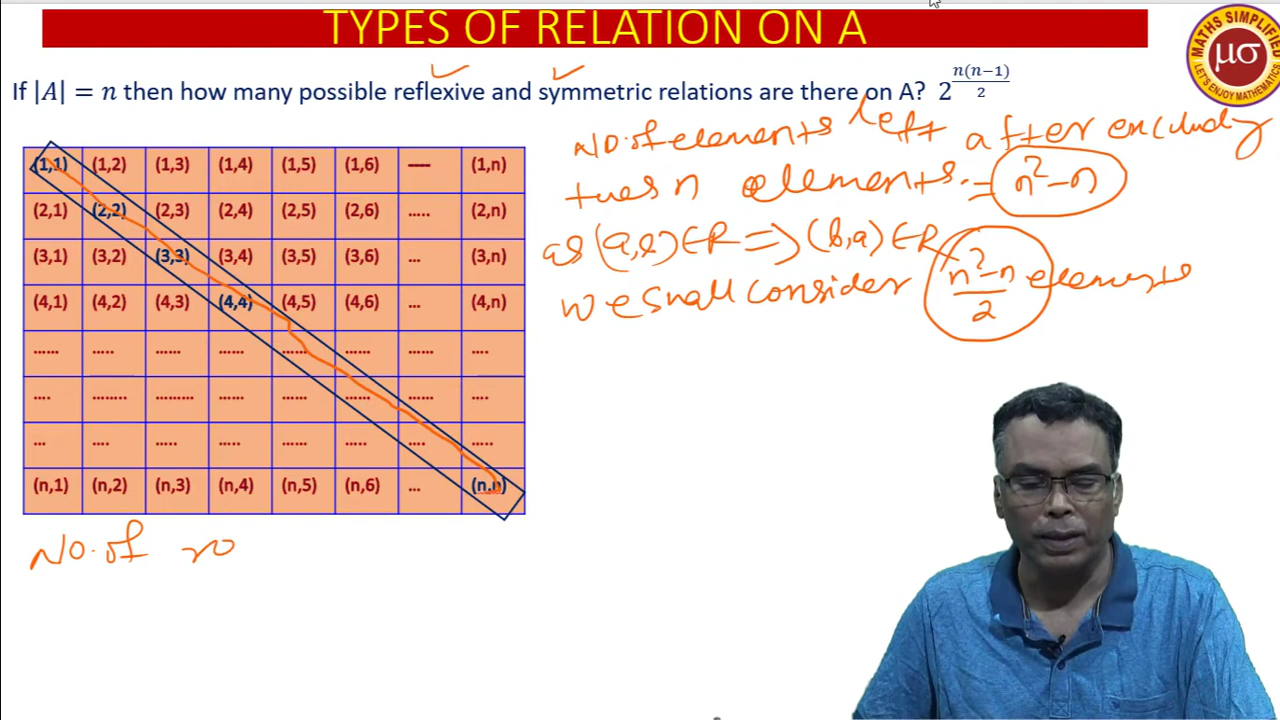 TYPES OF RELATION ON A
MATHS SIMPLIFIED
μσ
LET'S ENJOY MATHEMATICS
If |A| = n then how many possible reflexive and symmetric relations are there on A? 2^(n(n−1)/2)
No. of elements left after excluding
these n elements. = n²−n
as (a,b)∈R ⇒ (b,a)∈R
we shall consider (n²−n)/2 elements
(1,1) (1,2) (1,3) (1,4) (1,5) (1,6) ---- (1,n)
(2,1) (2,2) (2,3) (2,4) (2,5) (2,6) ..... (2,n)
(3,1) (3,2) (3,3) (3,4) (3,5) (3,6) ... (3,n)
(4,1) (4,2) (4,3) (4,4) (4,5) (4,6) ... (4,n)
...... ..... ...... ...... ...... ...... ...... ....
.... ........ ......... ...... ...... ...... ...... ....
... .... ..... ..... ...... ..... .... .....
(n,1) (n,2) (n,3) (n,4) (n,5) (n,6) ... (n,n)
No. of